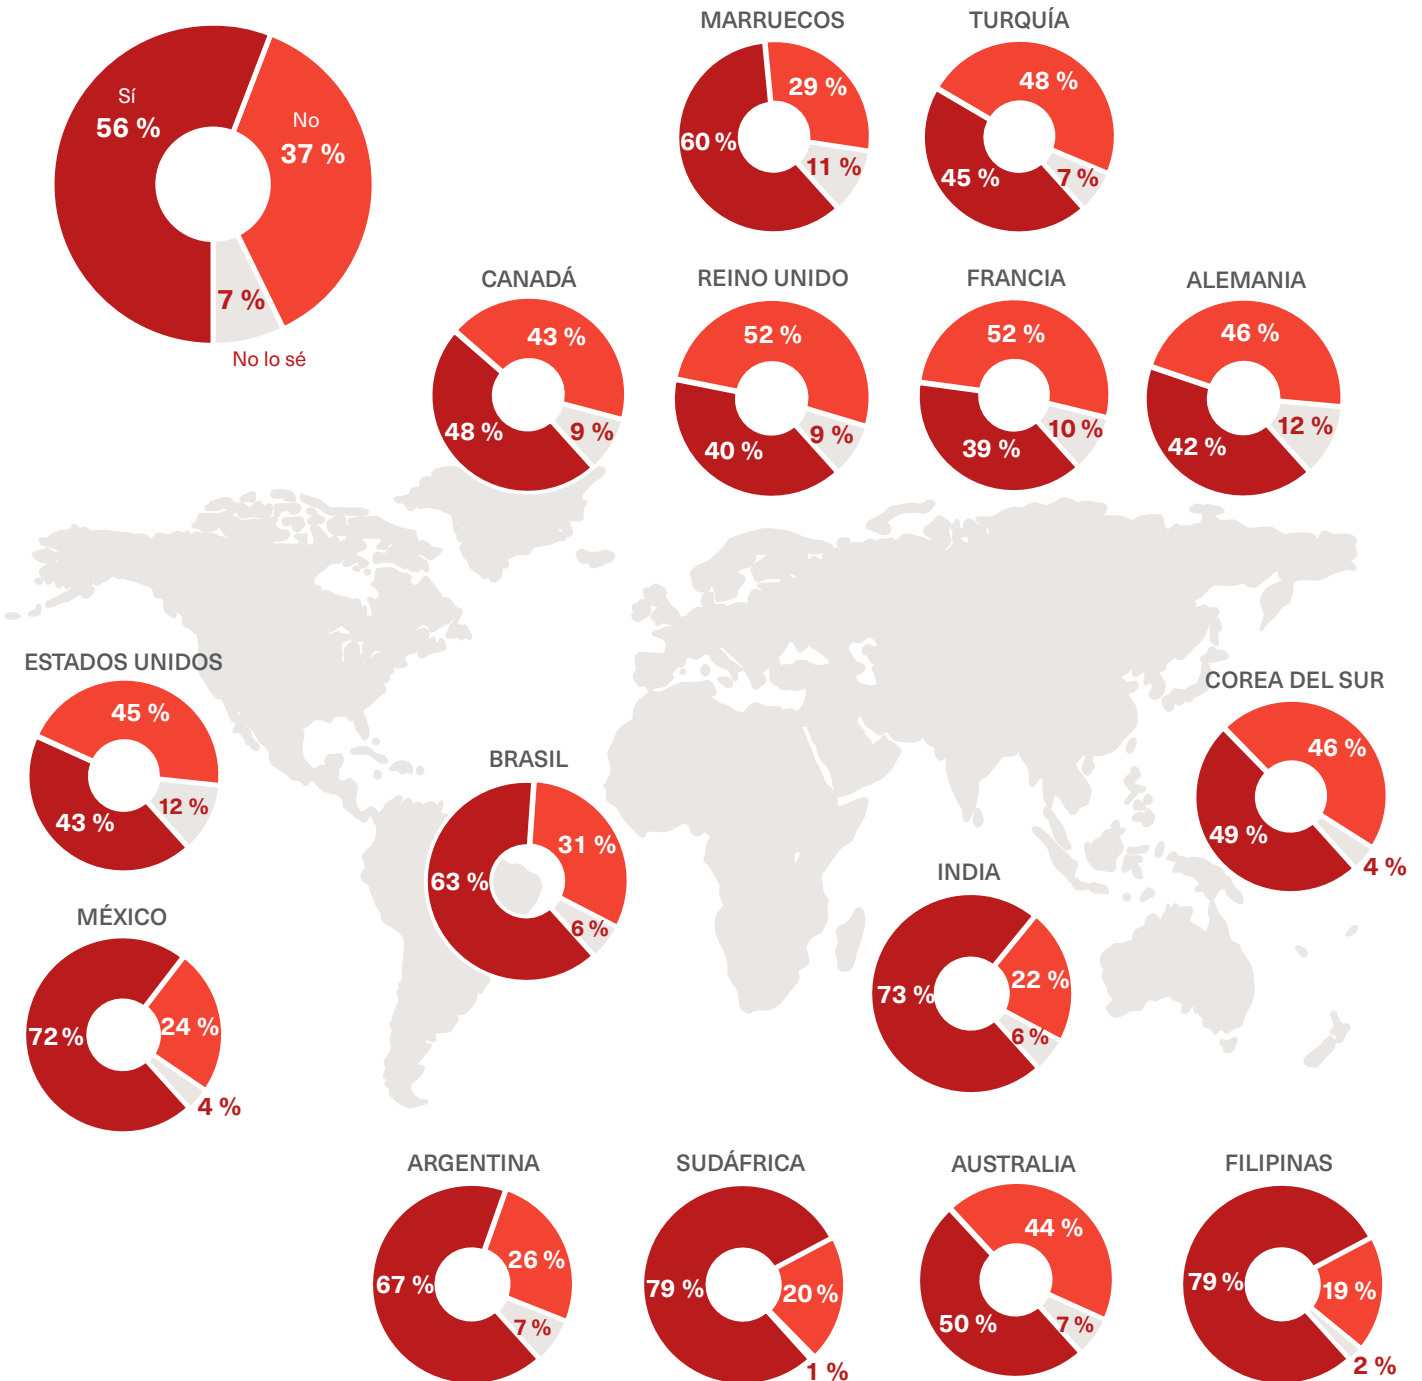 Sí
56 %
No
37 %
7 %
No lo sé
MARRUECOS
29 %
60 %
11 %
TURQUÍA
48 %
45 %
7 %
CANADÁ
43 %
48 %
9 %
REINO UNIDO
52 %
40 %
9 %
FRANCIA
52 %
39 %
10 %
ALEMANIA
46 %
42 %
12 %
ESTADOS UNIDOS
45 %
43 %
12 %
BRASIL
31 %
63 %
6 %
COREA DEL SUR
46 %
49 %
4 %
MÉXICO
72 %
24 %
4 %
INDIA
73 %
22 %
6 %
ARGENTINA
26 %
67 %
7 %
SUDÁFRICA
79 %
20 %
1 %
AUSTRALIA
44 %
50 %
7 %
FILIPINAS
79 %
19 %
2 %